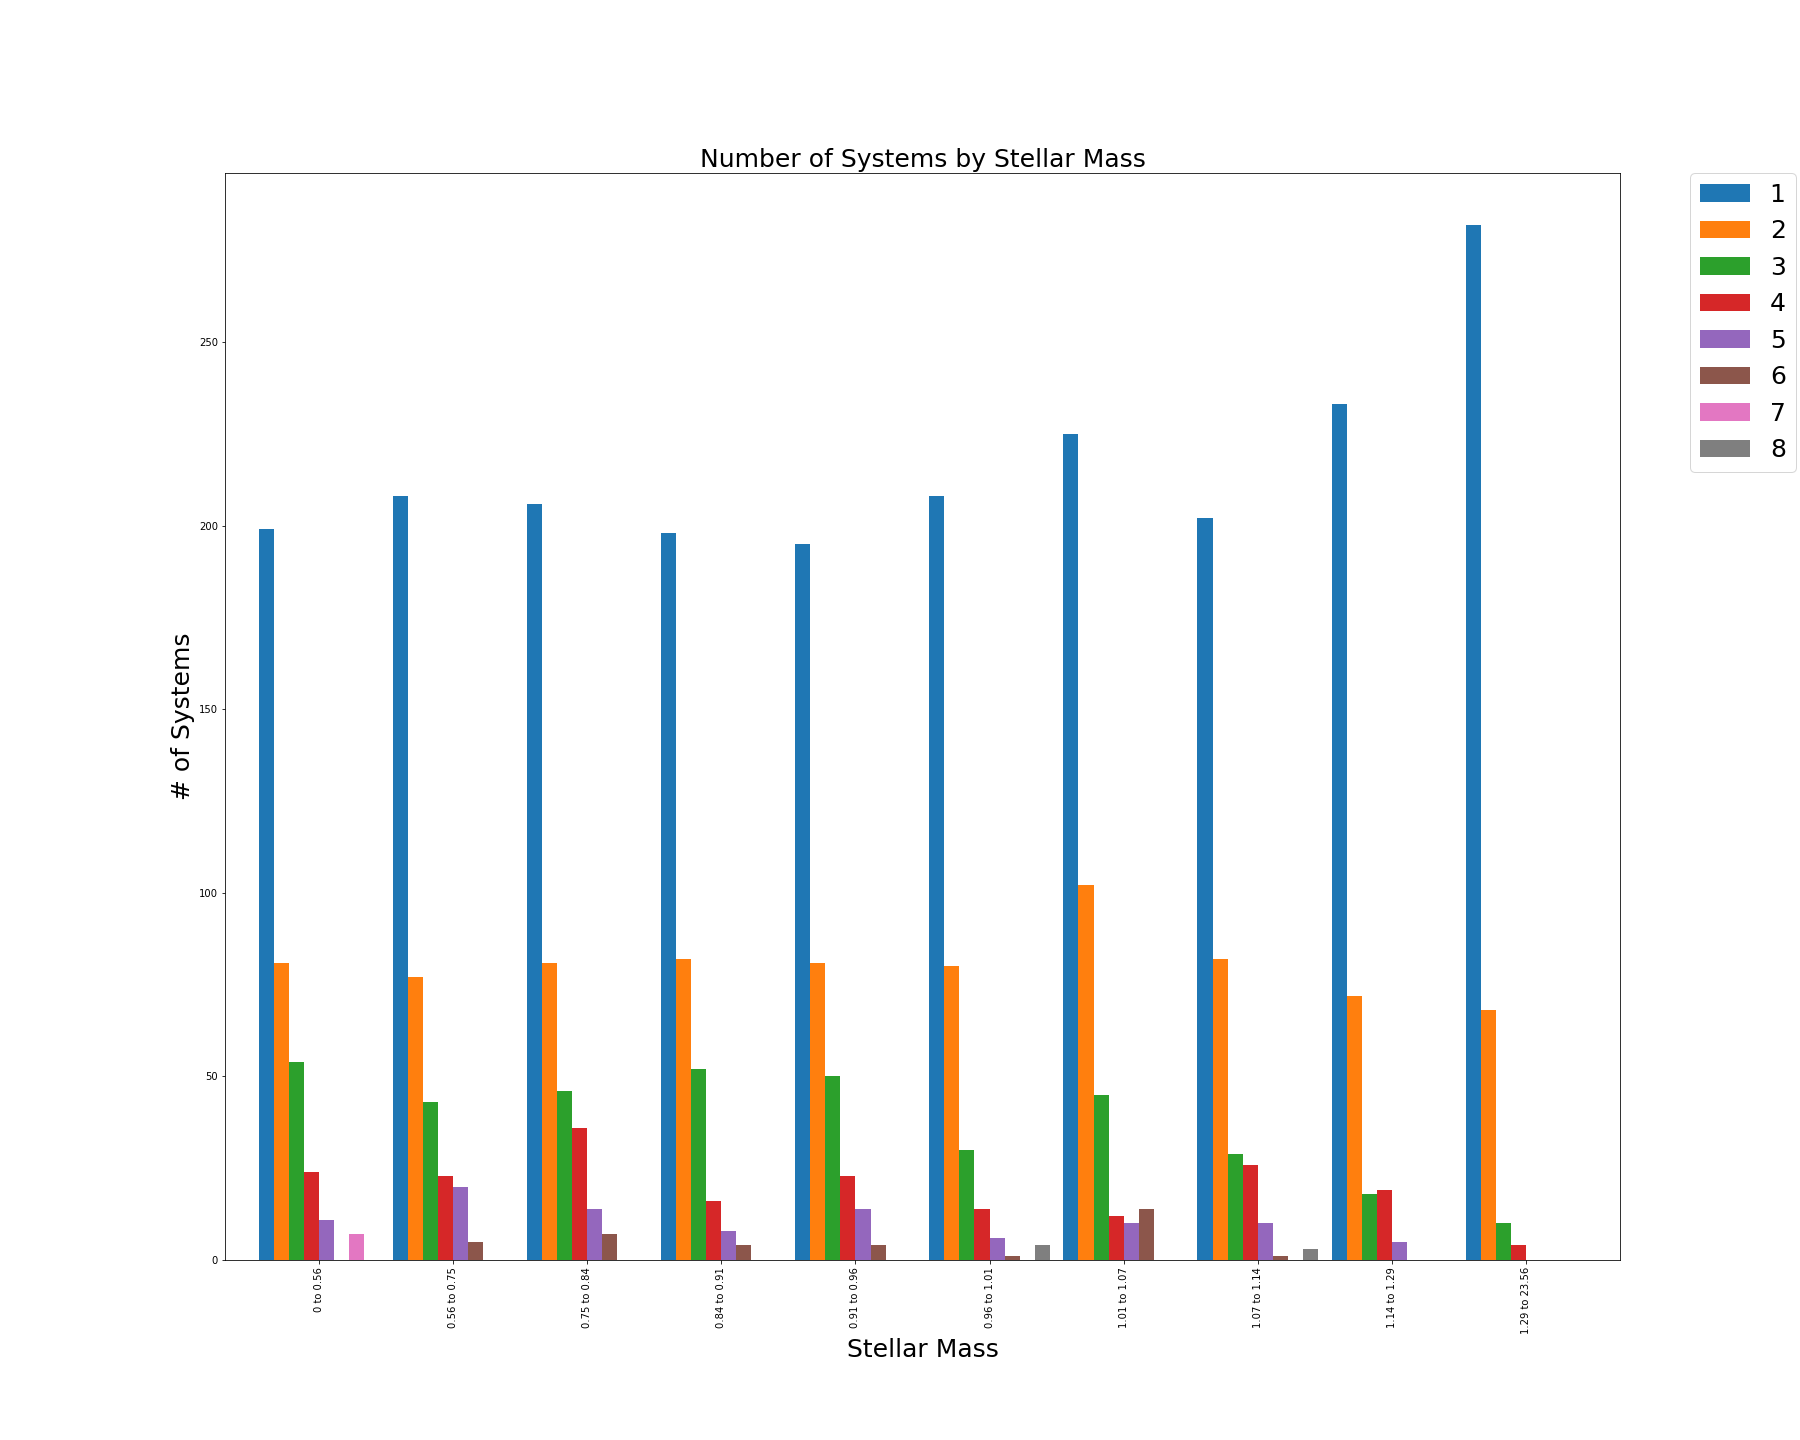 Number of Systems by Stellar Mass
1
2
3
4
5
6
7
8
# of Systems
250
200
150
100
50
0
0 to 0.56
0.56 to 0.75
0.75 to 0.84
0.84 to 0.91
0.91 to 0.96
0.96 to 1.01
1.01 to 1.07
1.07 to 1.14
1.14 to 1.29
1.29 to 23.56
Stellar Mass